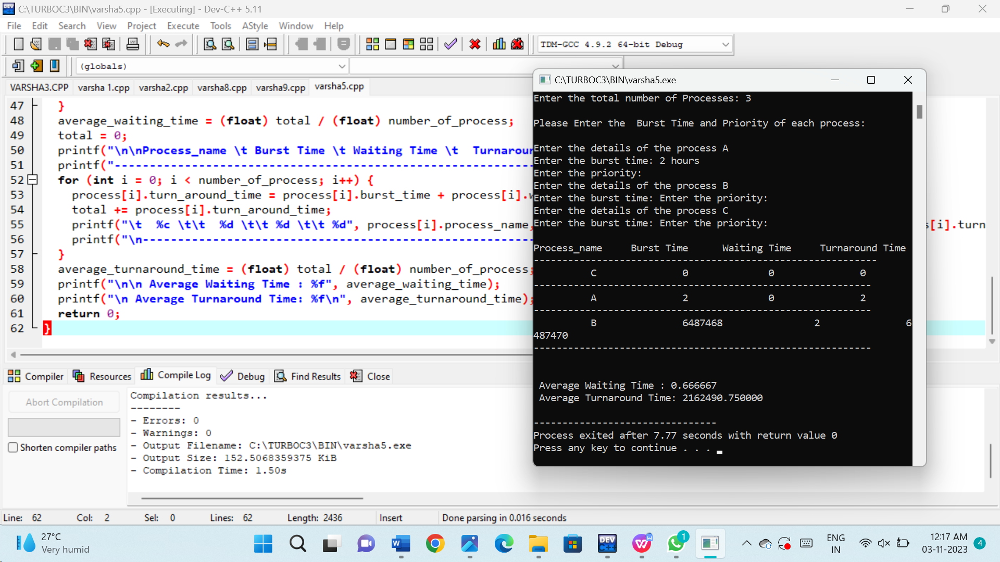 C:\TURBOC3\BIN\varsha5.cpp - [Executing] - Dev-C++ 5.11
File Edit Search View Project Execute Tools AStyle Window Help
TDM-GCC 4.9.2 64-bit Debug
(globals)
VARSHA3.CPP varsha 1.cpp varsha2.cpp varsha8.cpp varsha9.cpp varsha5.cpp
47 }
48 average_waiting_time = (float) total / (float) number_of_process;
49 total = 0;
50 printf("\n\nProcess_name \t Burst Time \t Waiting Time \t  Turnaroun
51 printf("------------------------------------------------------------
52 for (int i = 0; i < number_of_process; i++) {
53 process[i].turn_around_time = process[i].burst_time + process[i].w
54 total += process[i].turn_around_time;
55 printf("\t  %c \t\t  %d \t\t %d \t\t %d", process[i].process_name, s[i].turn
56 printf("\n--------------------------------------------------------
57 }
58 average_turnaround_time = (float) total / (float) number_of_process;
59 printf("\n\n Average Waiting Time : %f", average_waiting_time);
60 printf("\n Average Turnaround Time: %f\n", average_turnaround_time);
61 return 0;
62 }
C:\TURBOC3\BIN\varsha5.exe
Enter the total number of Processes: 3
Please Enter the  Burst Time and Priority of each process:
Enter the details of the process A
Enter the burst time: 2 hours
Enter the priority:
Enter the details of the process B
Enter the burst time: Enter the priority:
Enter the details of the process C
Enter the burst time: Enter the priority:
Process_name     Burst Time      Waiting Time     Turnaround Time
------------------------------------------------------------
C 0 0 0
-----------------------------------------------------------
A 2 0 2
-----------------------------------------------------------
B 6487468 2 6
487470
-----------------------------------------------------------
Average Waiting Time : 0.666667
Average Turnaround Time: 2162490.750000
--------------------------------
Process exited after 7.77 seconds with return value 0
Press any key to continue . . .
Compiler Resources Compile Log Debug Find Results Close
Abort Compilation
Shorten compiler paths
Compilation results...
--------
- Errors: 0
- Warnings: 0
- Output Filename: C:\TURBOC3\BIN\varsha5.exe
- Output Size: 152.5068359375 KiB
- Compilation Time: 1.50s
Line: 62 Col: 2 Sel: 0 Lines: 62 Length: 2436 Insert Done parsing in 0.016 seconds
27°C
Very humid
DEV
C++
1
ENG
IN
12:17 AM
03-11-2023
4